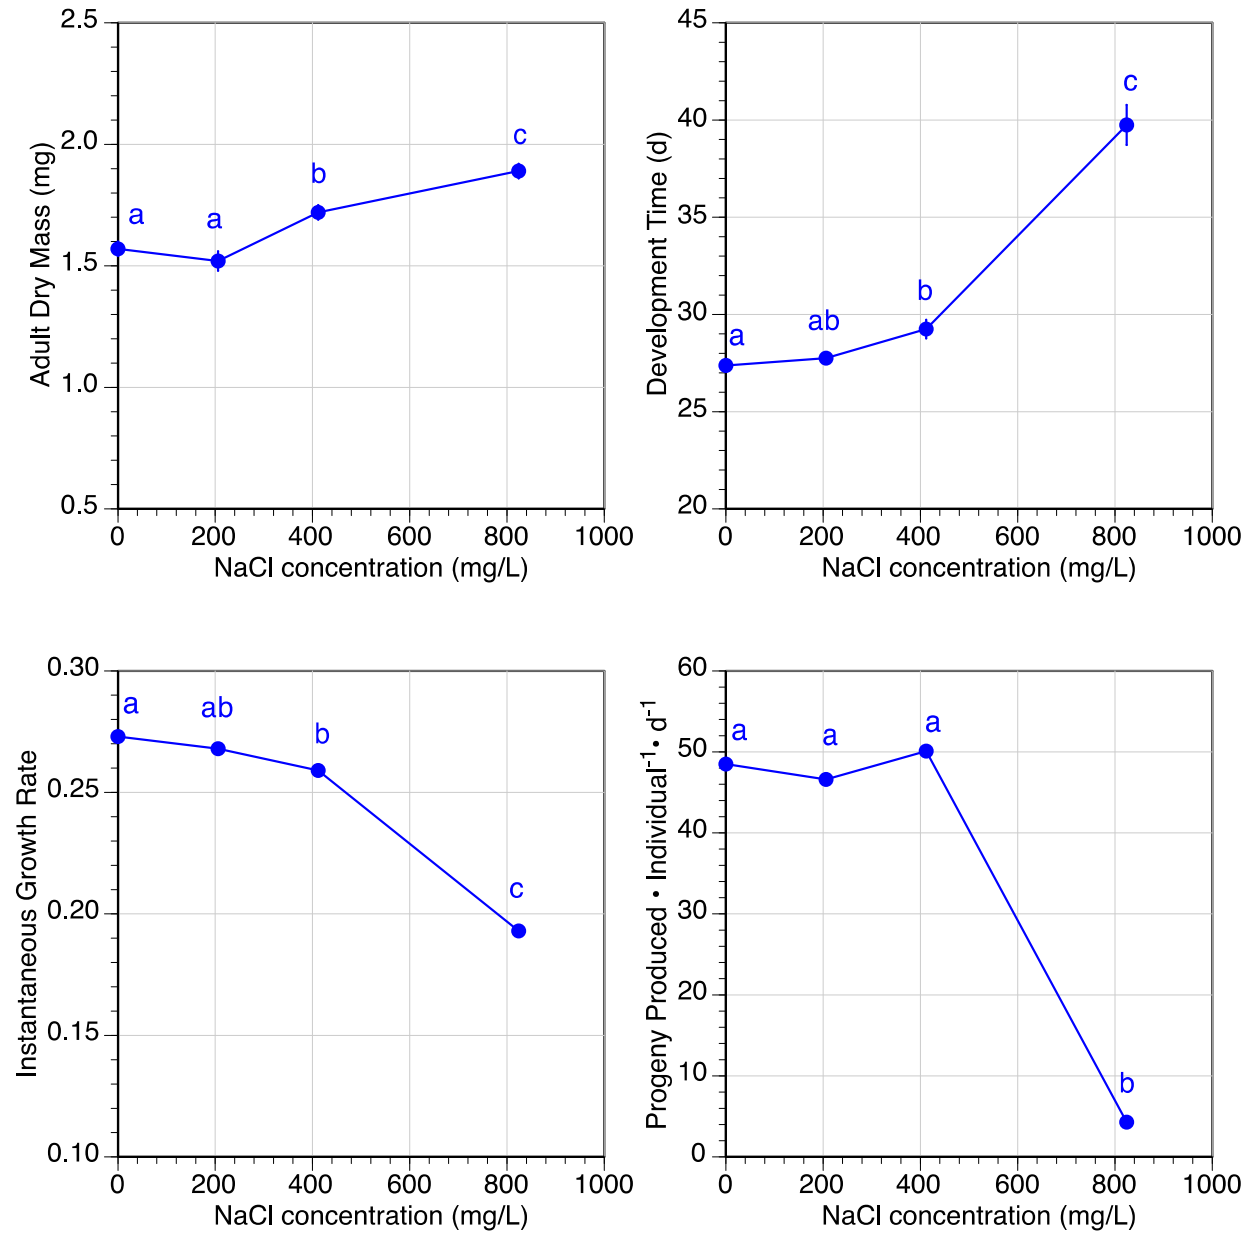 2.5
2.0
1.5
1.0
0.5
Adult Dry Mass (mg)
a
a
b
c
0 200 400 600 800 1000
NaCl concentration (mg/L)
45
40
35
30
25
20
Development Time (d)
a
ab
b
c
0 200 400 600 800 1000
NaCl concentration (mg/L)
0.30
0.25
0.20
0.15
0.10
Instantaneous Growth Rate
a
ab
b
c
0 200 400 600 800 1000
NaCl concentration (mg/L)
60
50
40
30
20
10
0
Progeny Produced • Individual⁻¹• d⁻¹
a
a
a
b
0 200 400 600 800 1000
NaCl concentration (mg/L)